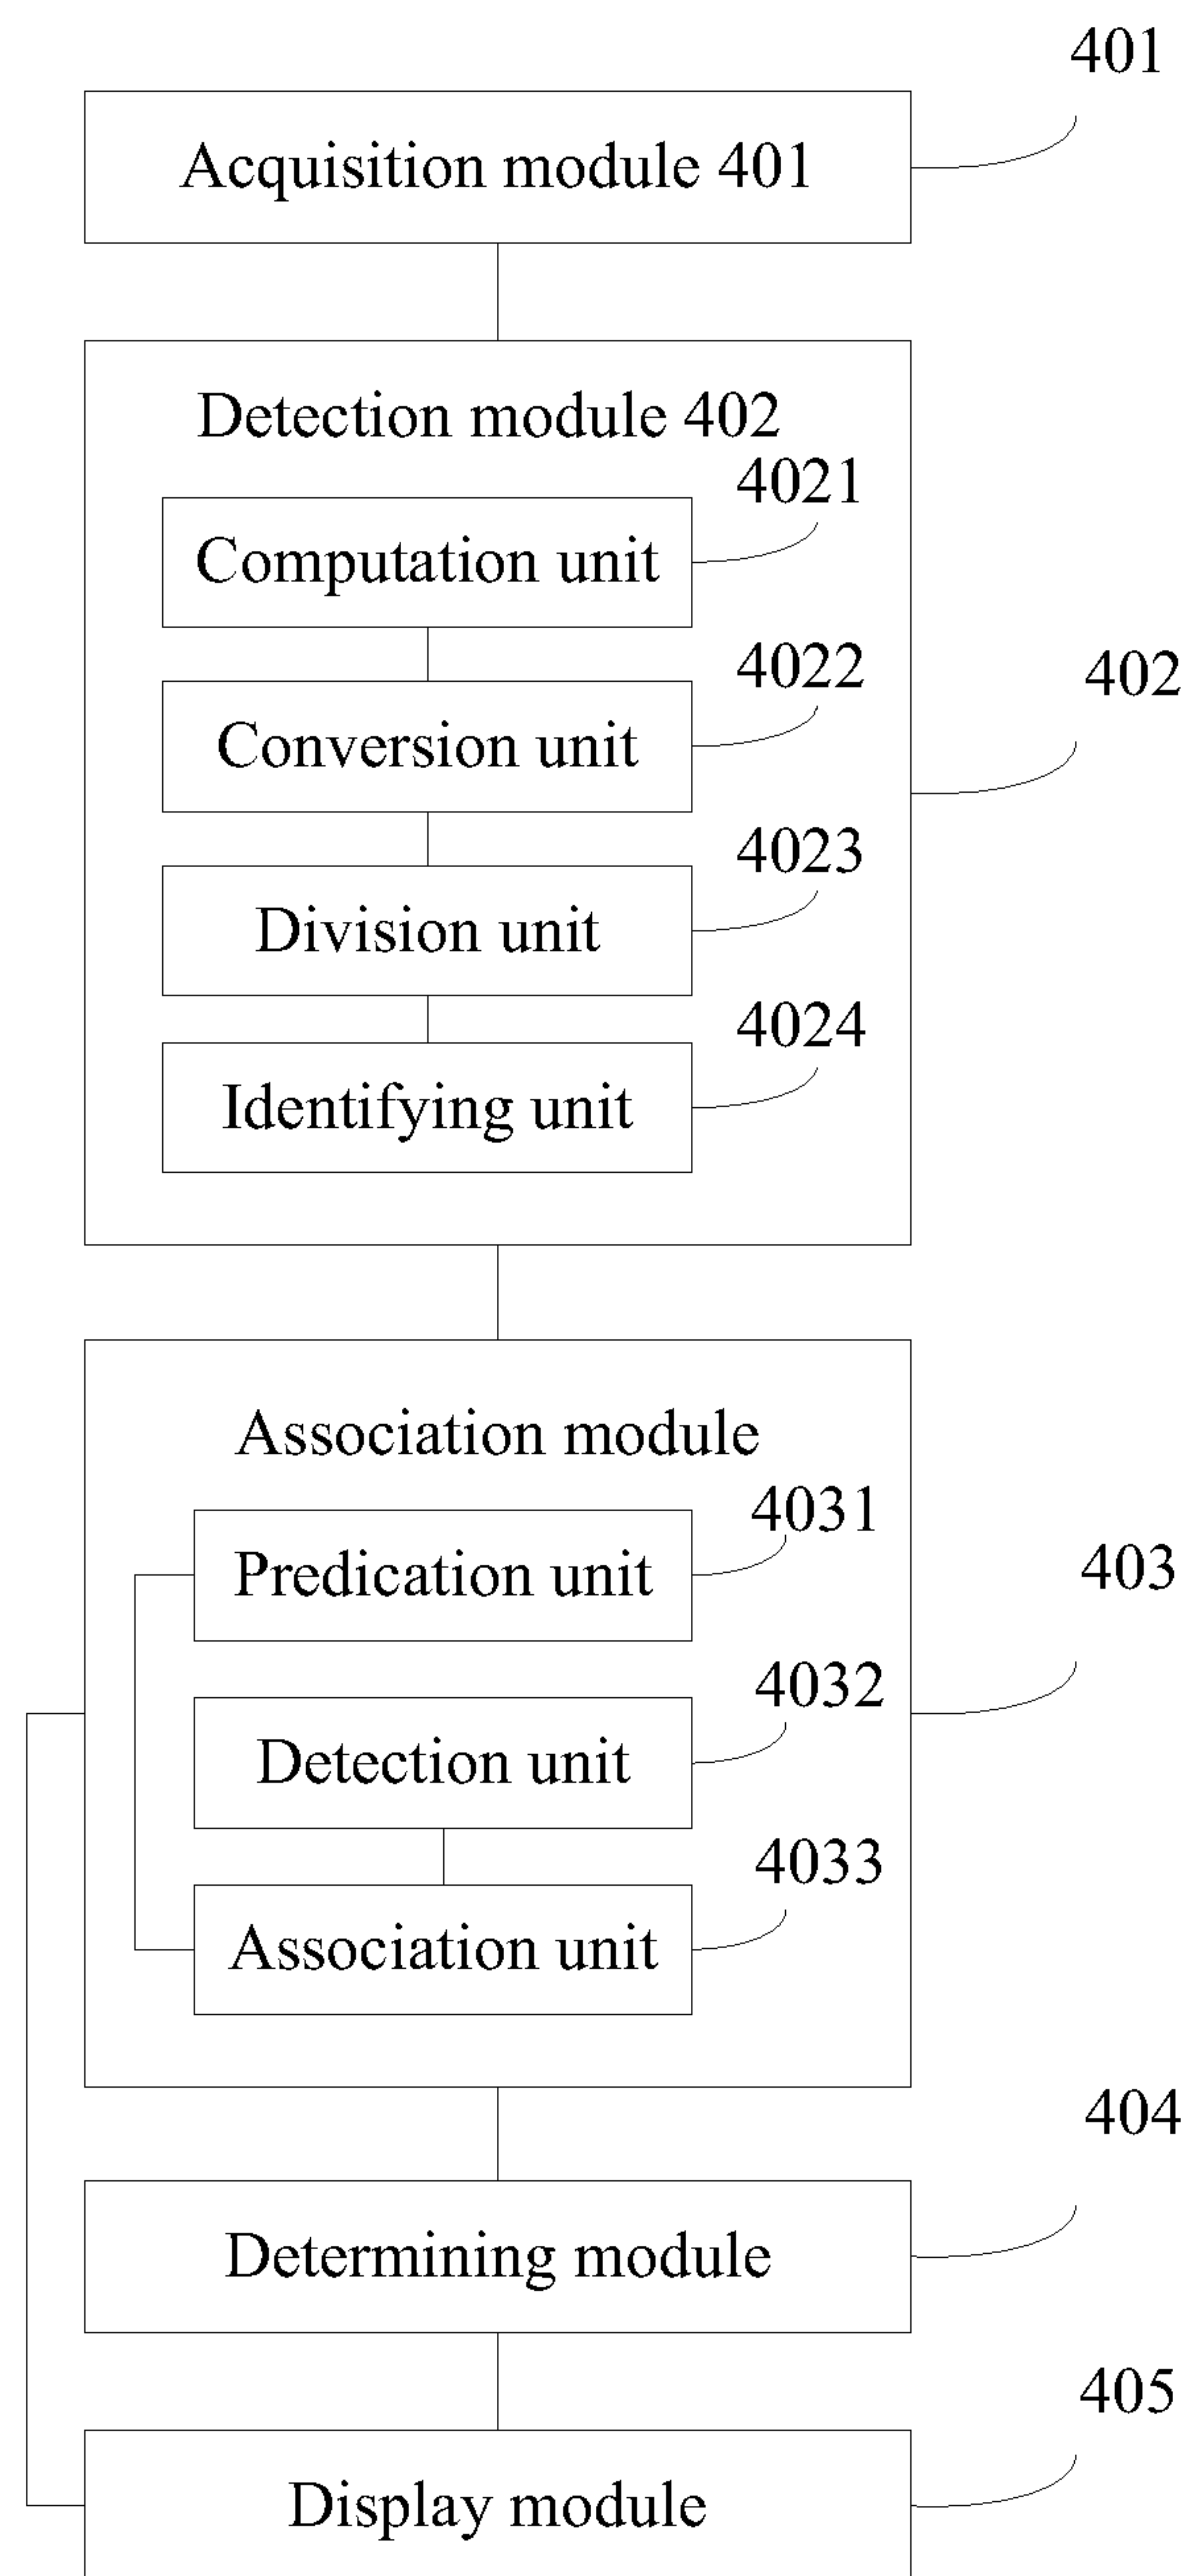 401
Acquisition module 401
Detection module 402
4021
Computation unit
4022
Conversion unit
402
4023
Division unit
4024
Identifying unit
Association module
4031
Predication unit
403
4032
Detection unit
4033
Association unit
404
Determining module
405
Display module